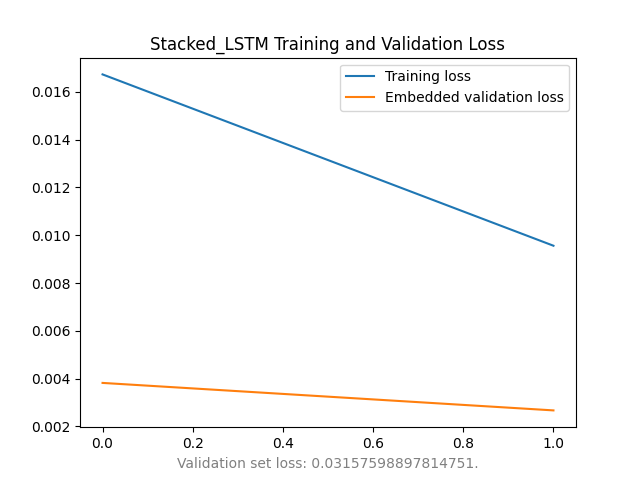 Stacked_LSTM Training and Validation Loss
Training loss
Embedded validation loss
0.016
0.014
0.012
0.010
0.008
0.006
0.004
0.002
0.0 0.2 0.4 0.6 0.8 1.0
Validation set loss: 0.03157598897814751.